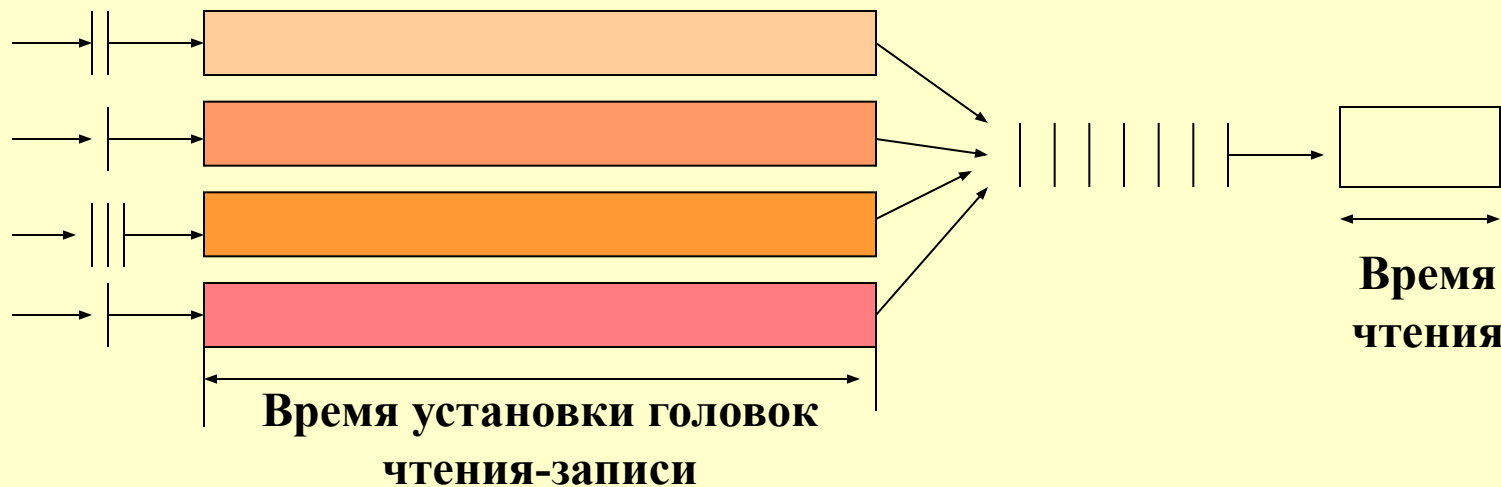 Время
чтения
Время установки головок
чтения-записи